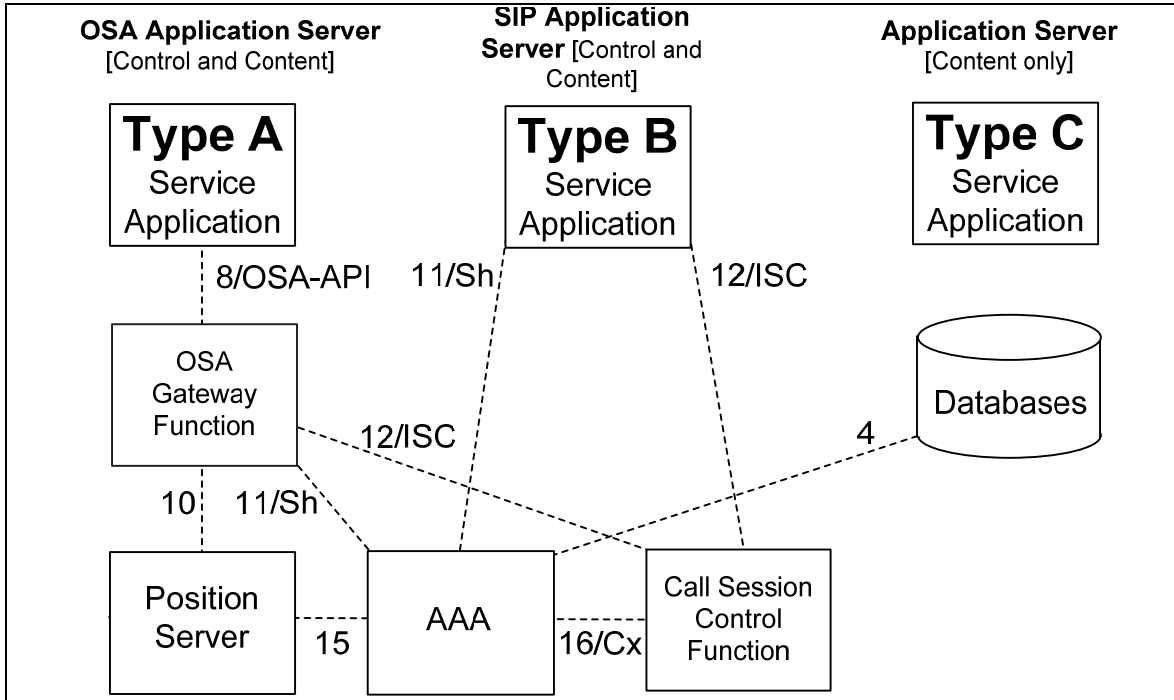 OSA Application Server
[Control and Content]
SIP Application
Server [Control and
Content]
Application Server
[Content only]
Type A
Service
Application
Type B
Service
Application
Type C
Service
Application
8/OSA-API
11/Sh
12/ISC
OSA
Gateway
Function
Databases
12/ISC
4
10
11/Sh
Position
Server
AAA
Call Session
Control
Function
15
16/Cx